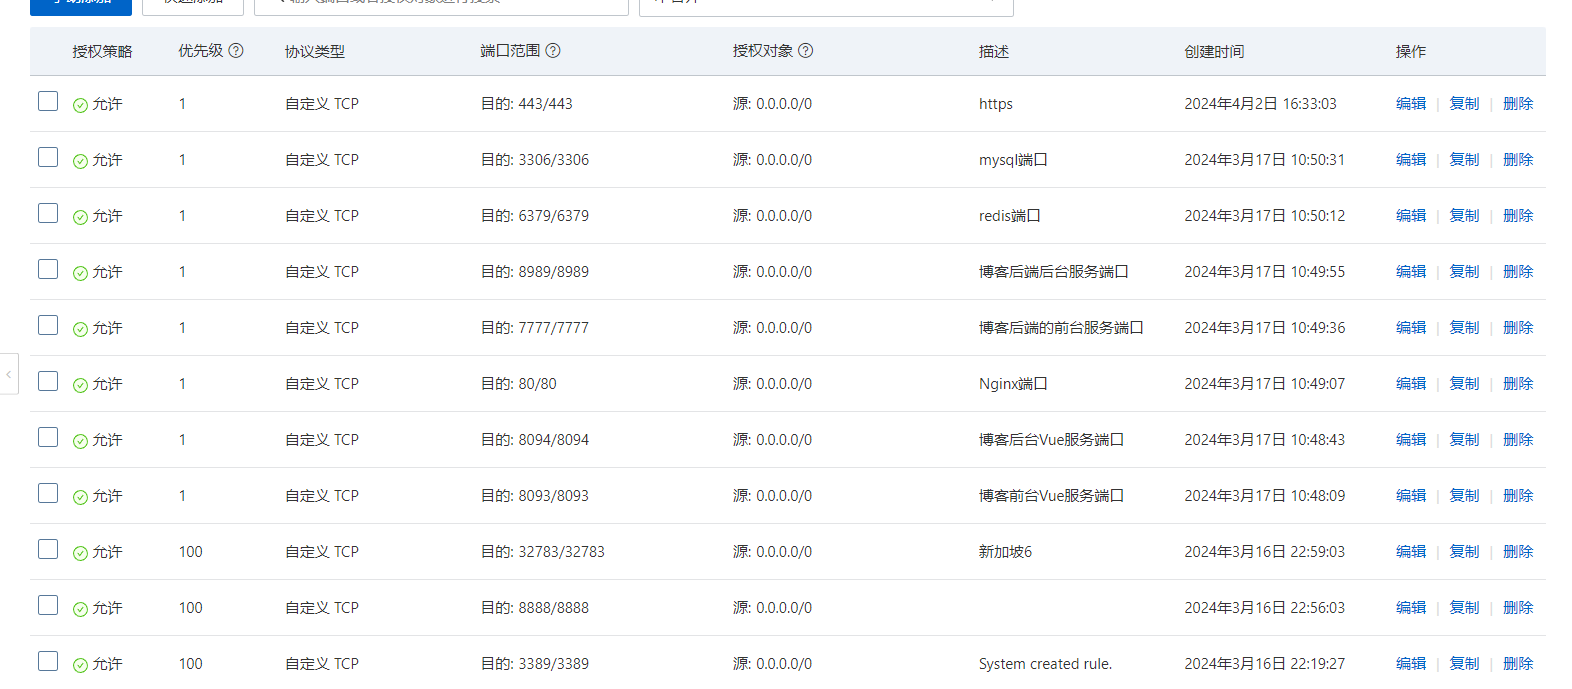 授权策略 优先级 协议类型 端口范围 授权对象 描述 创建时间 操作
允许 1 自定义 TCP 目的: 443/443 源: 0.0.0.0/0 https 2024年4月2日 16:33:03 编辑 复制 删除
允许 1 自定义 TCP 目的: 3306/3306 源: 0.0.0.0/0 mysql端口 2024年3月17日 10:50:31 编辑 复制 删除
允许 1 自定义 TCP 目的: 6379/6379 源: 0.0.0.0/0 redis端口 2024年3月17日 10:50:12 编辑 复制 删除
允许 1 自定义 TCP 目的: 8989/8989 源: 0.0.0.0/0 博客后端后台服务端口 2024年3月17日 10:49:55 编辑 复制 删除
允许 1 自定义 TCP 目的: 7777/7777 源: 0.0.0.0/0 博客后端的前台服务端口 2024年3月17日 10:49:36 编辑 复制 删除
允许 1 自定义 TCP 目的: 80/80 源: 0.0.0.0/0 Nginx端口 2024年3月17日 10:49:07 编辑 复制 删除
允许 1 自定义 TCP 目的: 8094/8094 源: 0.0.0.0/0 博客后台Vue服务端口 2024年3月17日 10:48:43 编辑 复制 删除
允许 1 自定义 TCP 目的: 8093/8093 源: 0.0.0.0/0 博客前台Vue服务端口 2024年3月17日 10:48:09 编辑 复制 删除
允许 100 自定义 TCP 目的: 32783/32783 源: 0.0.0.0/0 新加坡6 2024年3月16日 22:59:03 编辑 复制 删除
允许 100 自定义 TCP 目的: 8888/8888 源: 0.0.0.0/0 2024年3月16日 22:56:03 编辑 复制 删除
允许 100 自定义 TCP 目的: 3389/3389 源: 0.0.0.0/0 System created rule. 2024年3月16日 22:19:27 编辑 复制 删除